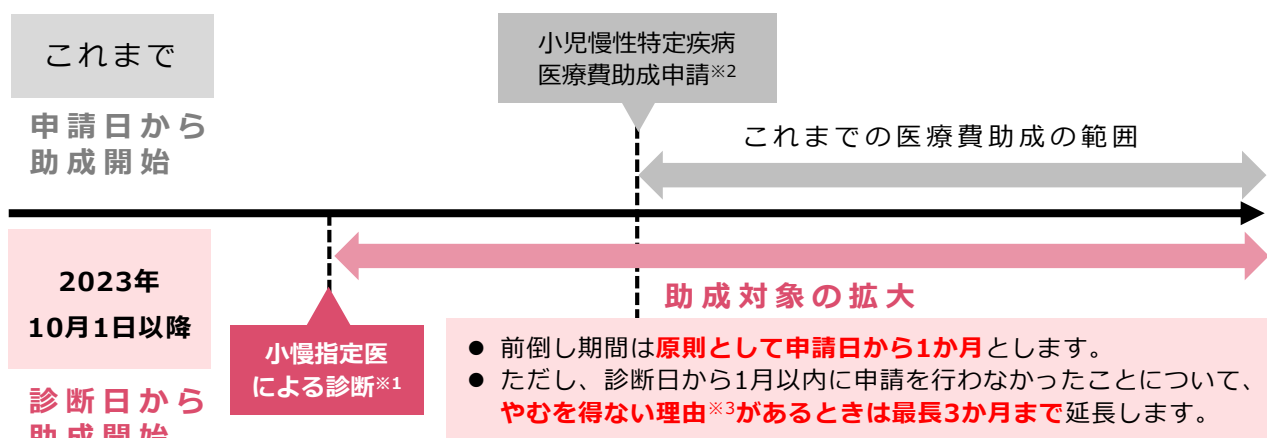 これまで
申請日から
助成開始
小児慢性特定疾病
医療費助成申請※2
これまでの医療費助成の範囲
2023年
10月1日以降
診断日から
助成開始
小慢指定医
による診断※1
助成対象の拡大
● 前倒し期間は原則として申請日から1か月とします。
● ただし、診断日から1月以内に申請を行わなかったことについて、
やむを得ない理由※3があるときは最長3か月まで延長します。